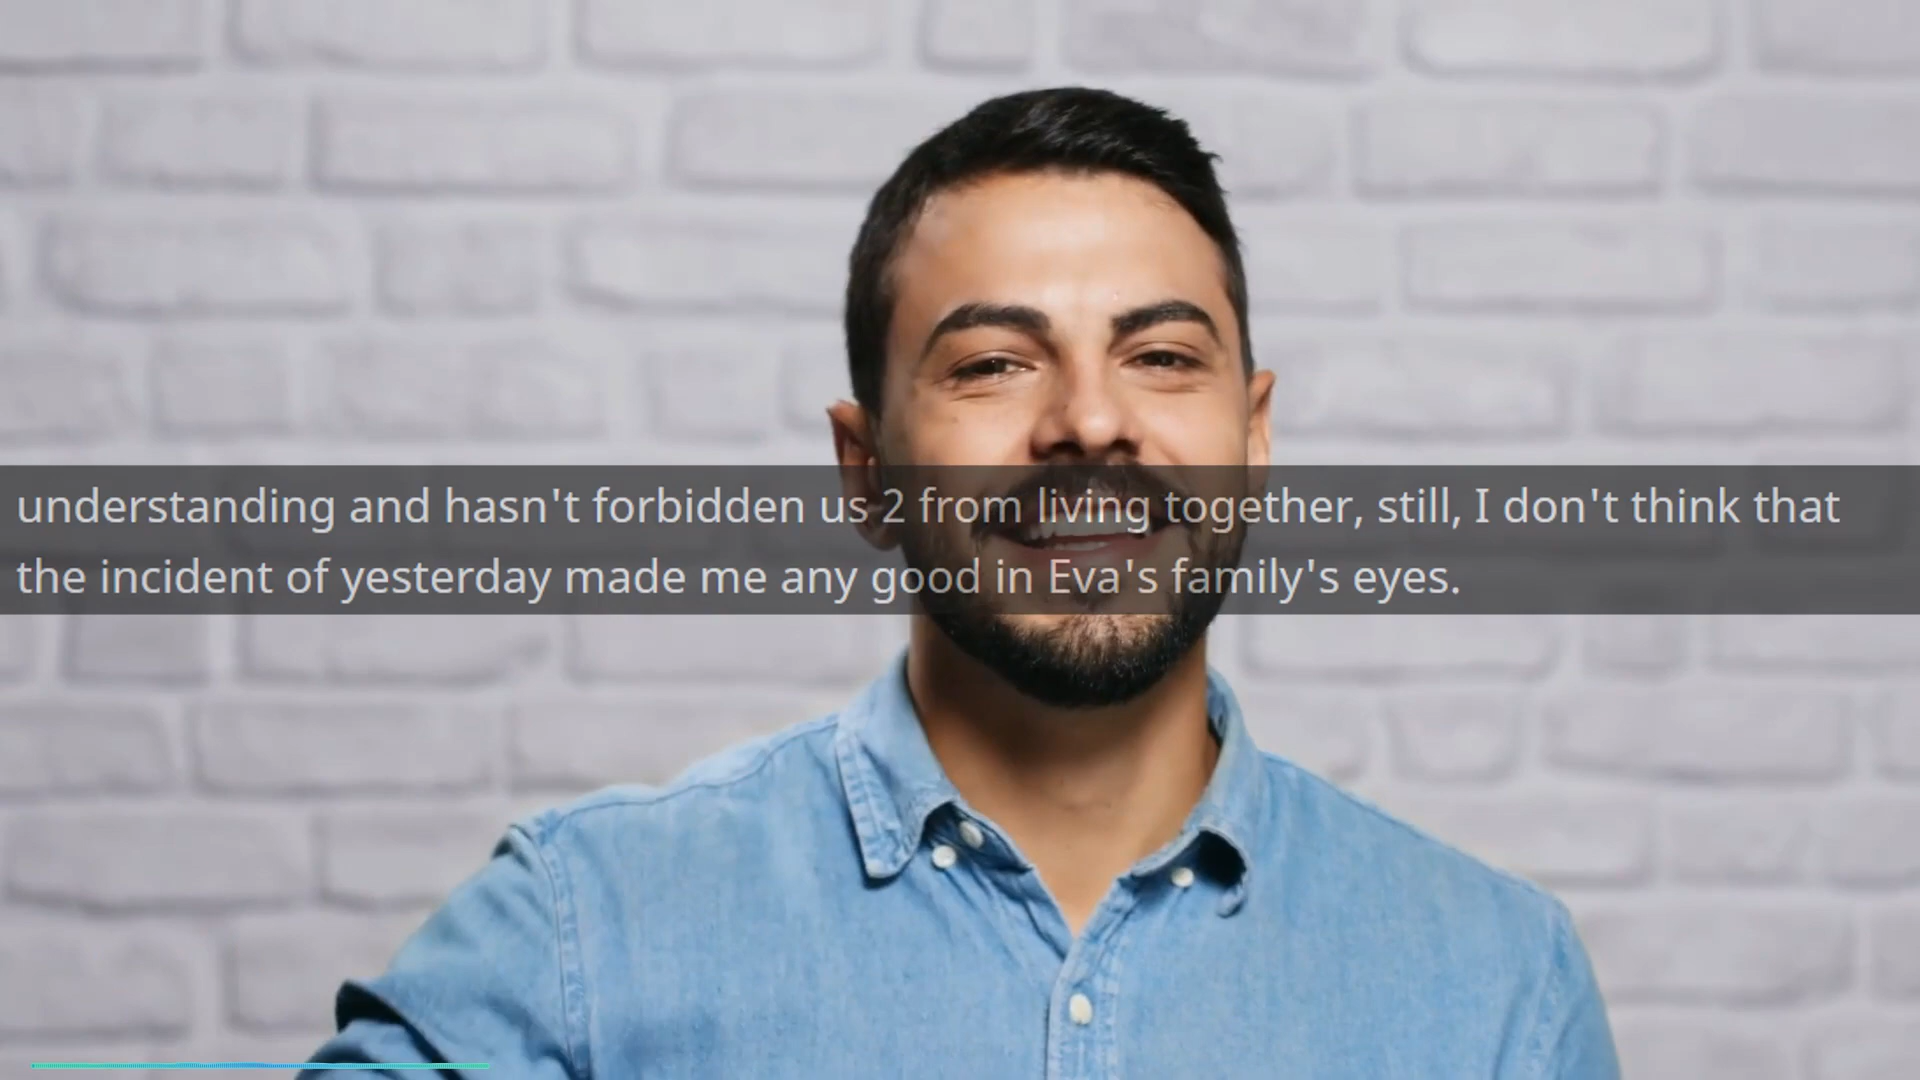 understanding and hasn't forbidden us 2 from living together, still, I don't think that
the incident of yesterday made me any good in Eva's family's eyes.